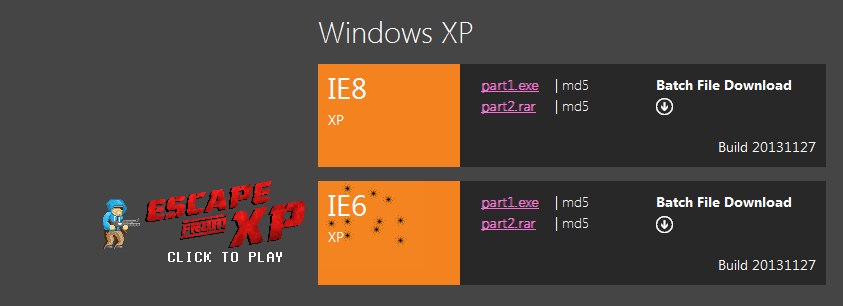 Windows XP
IE8
XP
part1.exe | md5
part2.rar | md5
Batch File Download
Build 20131127
ESCAPE
FROM
XP
CLICK TO PLAY
IE6
XP
part1.exe | md5
part2.rar | md5
Batch File Download
Build 20131127